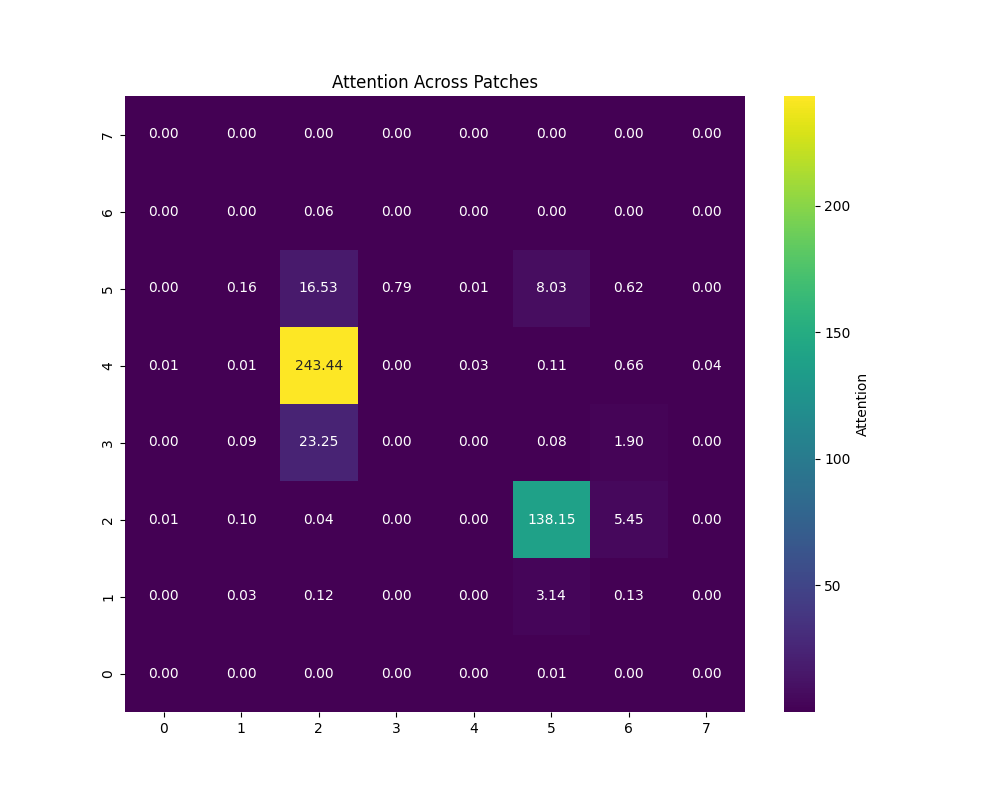 Attention Across Patches
7 0.00 0.00 0.00 0.00 0.00 0.00 0.00 0.00
6 0.00 0.00 0.06 0.00 0.00 0.00 0.00 0.00
5 0.00 0.16 16.53 0.79 0.01 8.03 0.62 0.00
4 0.01 0.01 243.44 0.00 0.03 0.11 0.66 0.04
3 0.00 0.09 23.25 0.00 0.00 0.08 1.90 0.00
2 0.01 0.10 0.04 0.00 0.00 138.15 5.45 0.00
1 0.00 0.03 0.12 0.00 0.00 3.14 0.13 0.00
0 0.00 0.00 0.00 0.00 0.00 0.01 0.00 0.00
0 1 2 3 4 5 6 7
200
150
100
50
Attention